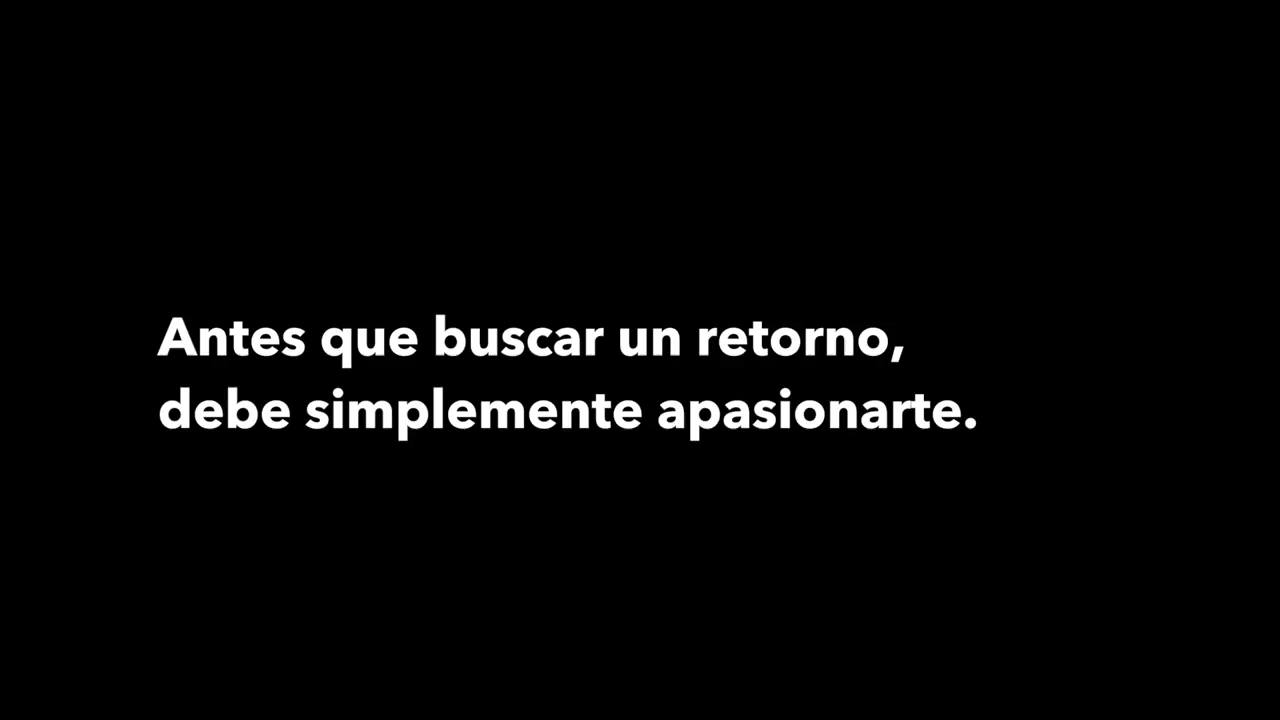 Antes que buscar un retorno,
debe simplemente apasionarte.